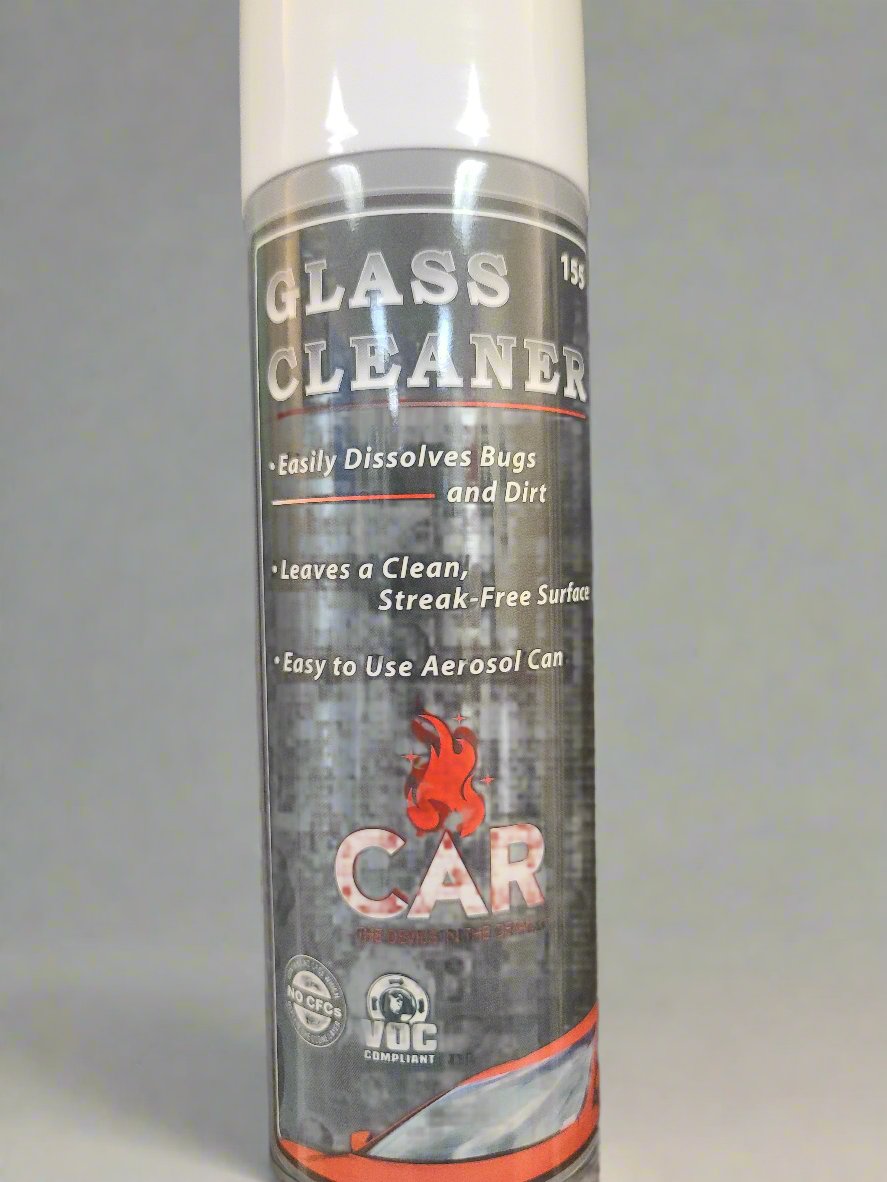 GLASS
155
CLEANER
• Easily Dissolves Bugs
and Dirt
• Leaves a Clean,
Streak-Free Surface
• Easy to Use Aerosol Can
CAR
NO CFCs
VOC
COMPLIANT